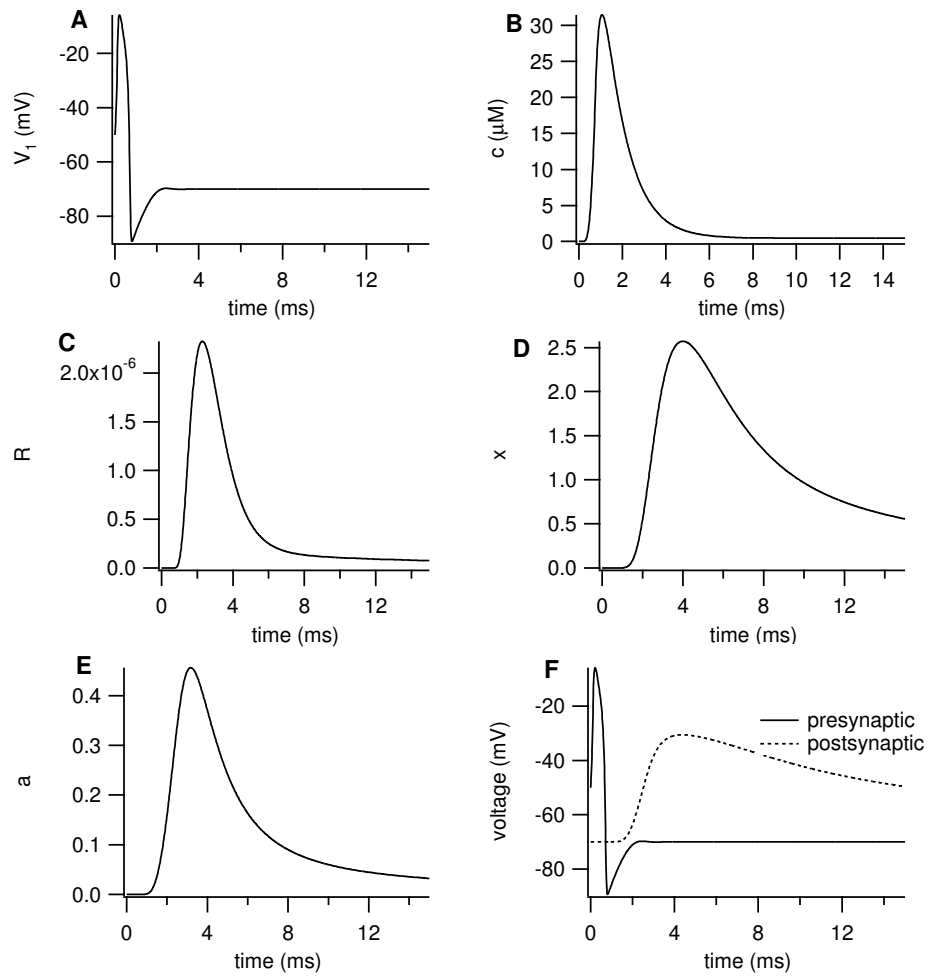 A
V₁ (mV)
-20
-40
-60
-80
0 4 8 12
time (ms)
B
c (μM)
30
25
20
15
10
5
0
0 2 4 6 8 10 12 14
time (ms)
C
R
2.0x10⁻⁶
1.5
1.0
0.5
0.0
0 4 8 12
time (ms)
D
x
2.5
2.0
1.5
1.0
0.5
0.0
0 4 8 12
time (ms)
E
a
0.4
0.3
0.2
0.1
0.0
0 4 8 12
time (ms)
F
voltage (mV)
-20
-40
-60
-80
presynaptic
postsynaptic
0 4 8 12
time (ms)